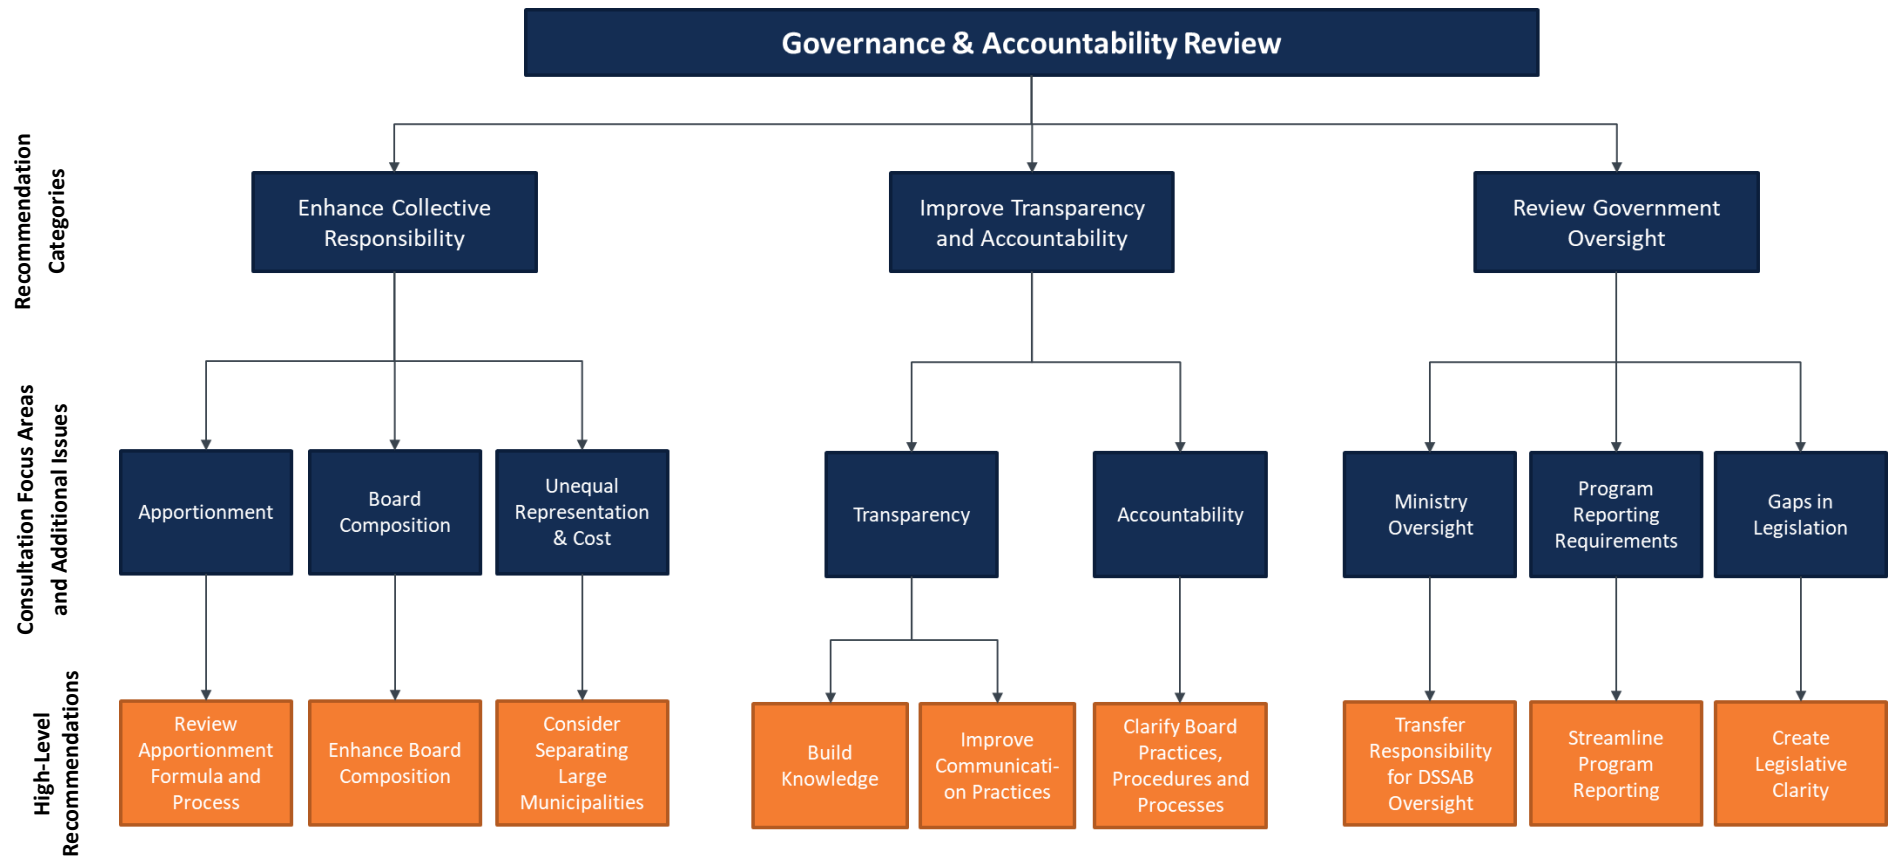 Governance & Accountability Review
Recommendation
Categories
Enhance Collective
Responsibility
Improve Transparency
and Accountability
Review Government
Oversight
Consultation Focus Areas
and Additional Issues
Apportionment
Board
Composition
Unequal
Representation
& Cost
Transparency
Accountability
Ministry
Oversight
Program
Reporting
Requirements
Gaps in
Legislation
High-Level
Recommendations
Review
Apportionment
Formula and
Process
Enhance Board
Composition
Consider
Separating
Large
Municipalities
Build
Knowledge
Improve
Communicati-
on Practices
Clarify Board
Practices,
Procedures and
Processes
Transfer
Responsibility
for DSSAB
Oversight
Streamline
Program
Reporting
Create
Legislative
Clarity